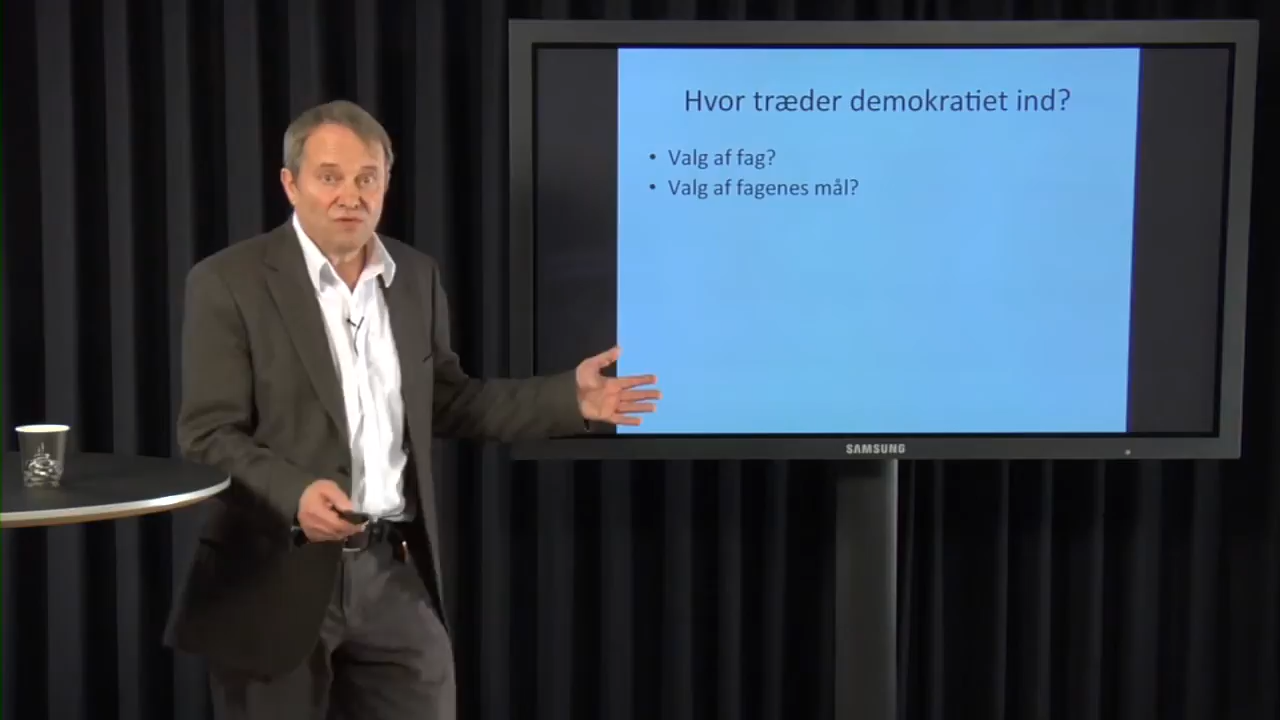 Hvor træder demokratiet ind?
• Valg af fag?
• Valg af fagenes mål?
SAMSUNG